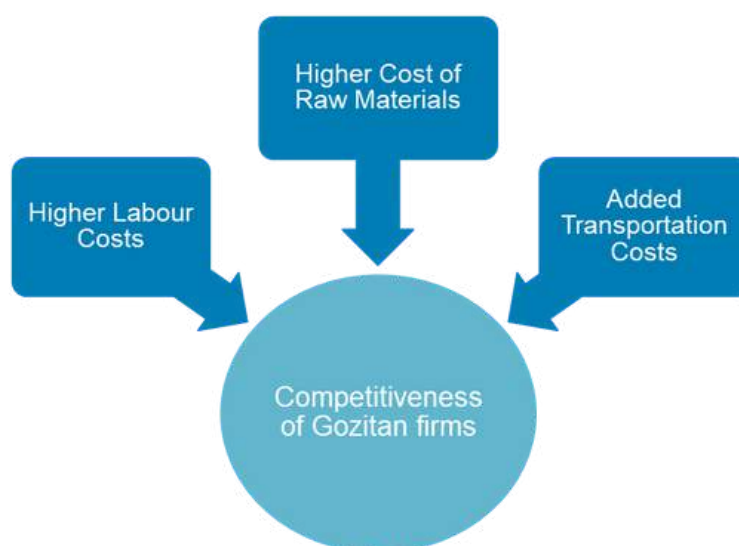 Higher Cost of
Raw Materials
Higher Labour
Costs
Added
Transportation
Costs
Competitiveness
of Gozitan firms